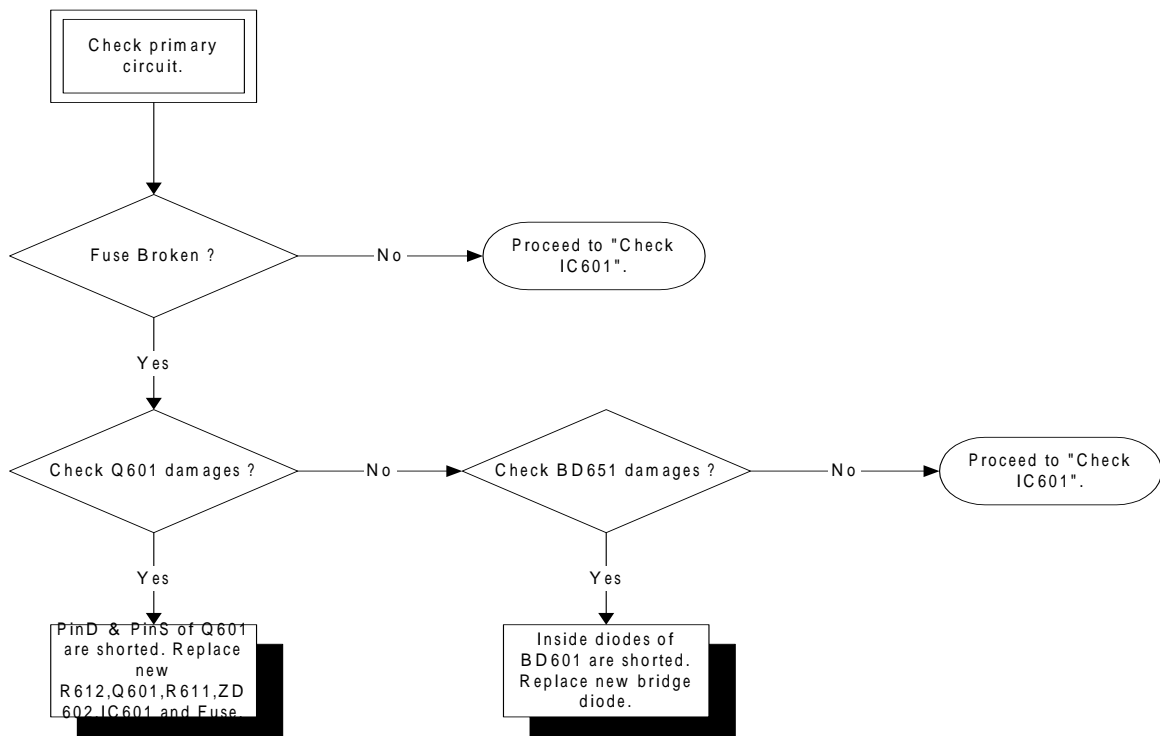 Check primary
circuit.
Fuse Broken ?
No
Proceed to "Check
IC601".
Yes
Check Q601 damages ?
No
Check BD651 damages ?
No
Proceed to "Check
IC601".
Yes
Yes
PinD & PinS of Q601
are shorted. Replace
new
R612,Q601,R611,ZD
602,IC601 and Fuse.
Inside diodes of
BD601 are shorted.
Replace new bridge
diode.